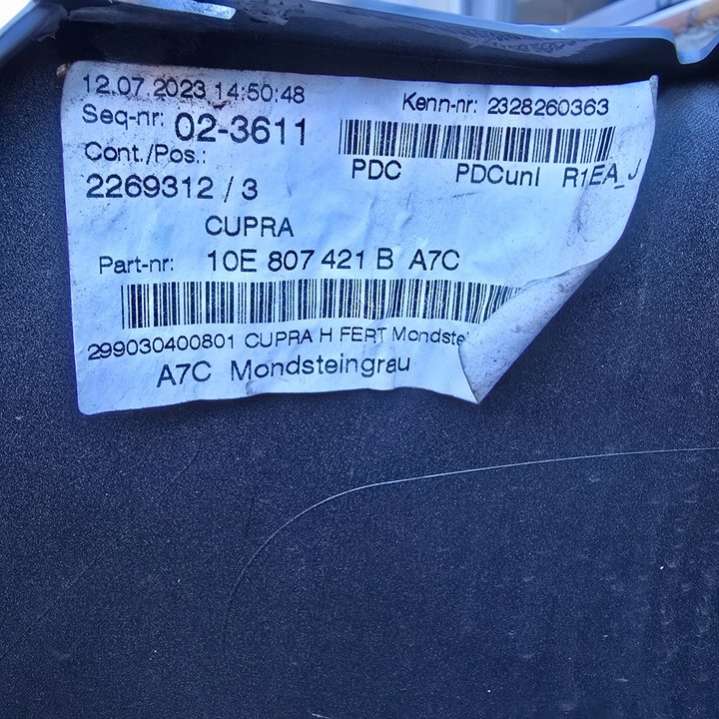 12.07.2023 14:50:48 Kenn-nr: 2328260363
Seq-nr: 02-3611
Cont./Pos.: PDC PDCunl R1EA_J
2269312 / 3
CUPRA
Part-nr: 10E 807 421 B A7C
299030400801 CUPRA H FERT
A7C Mondsteingrau